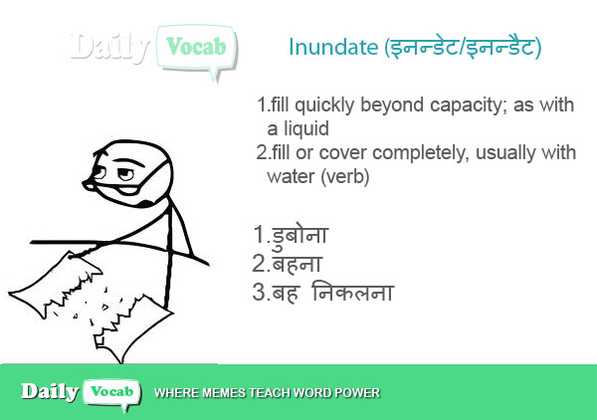 Daily Vocab
Inundate (इनन्डेट/इनन्डैट)
1.fill quickly beyond capacity; as with
a liquid
2.fill or cover completely, usually with
water (verb)
1.डुबोना
2.बहना
3.बह निकलना
Daily Vocab WHERE MEMES TEACH WORD POWER